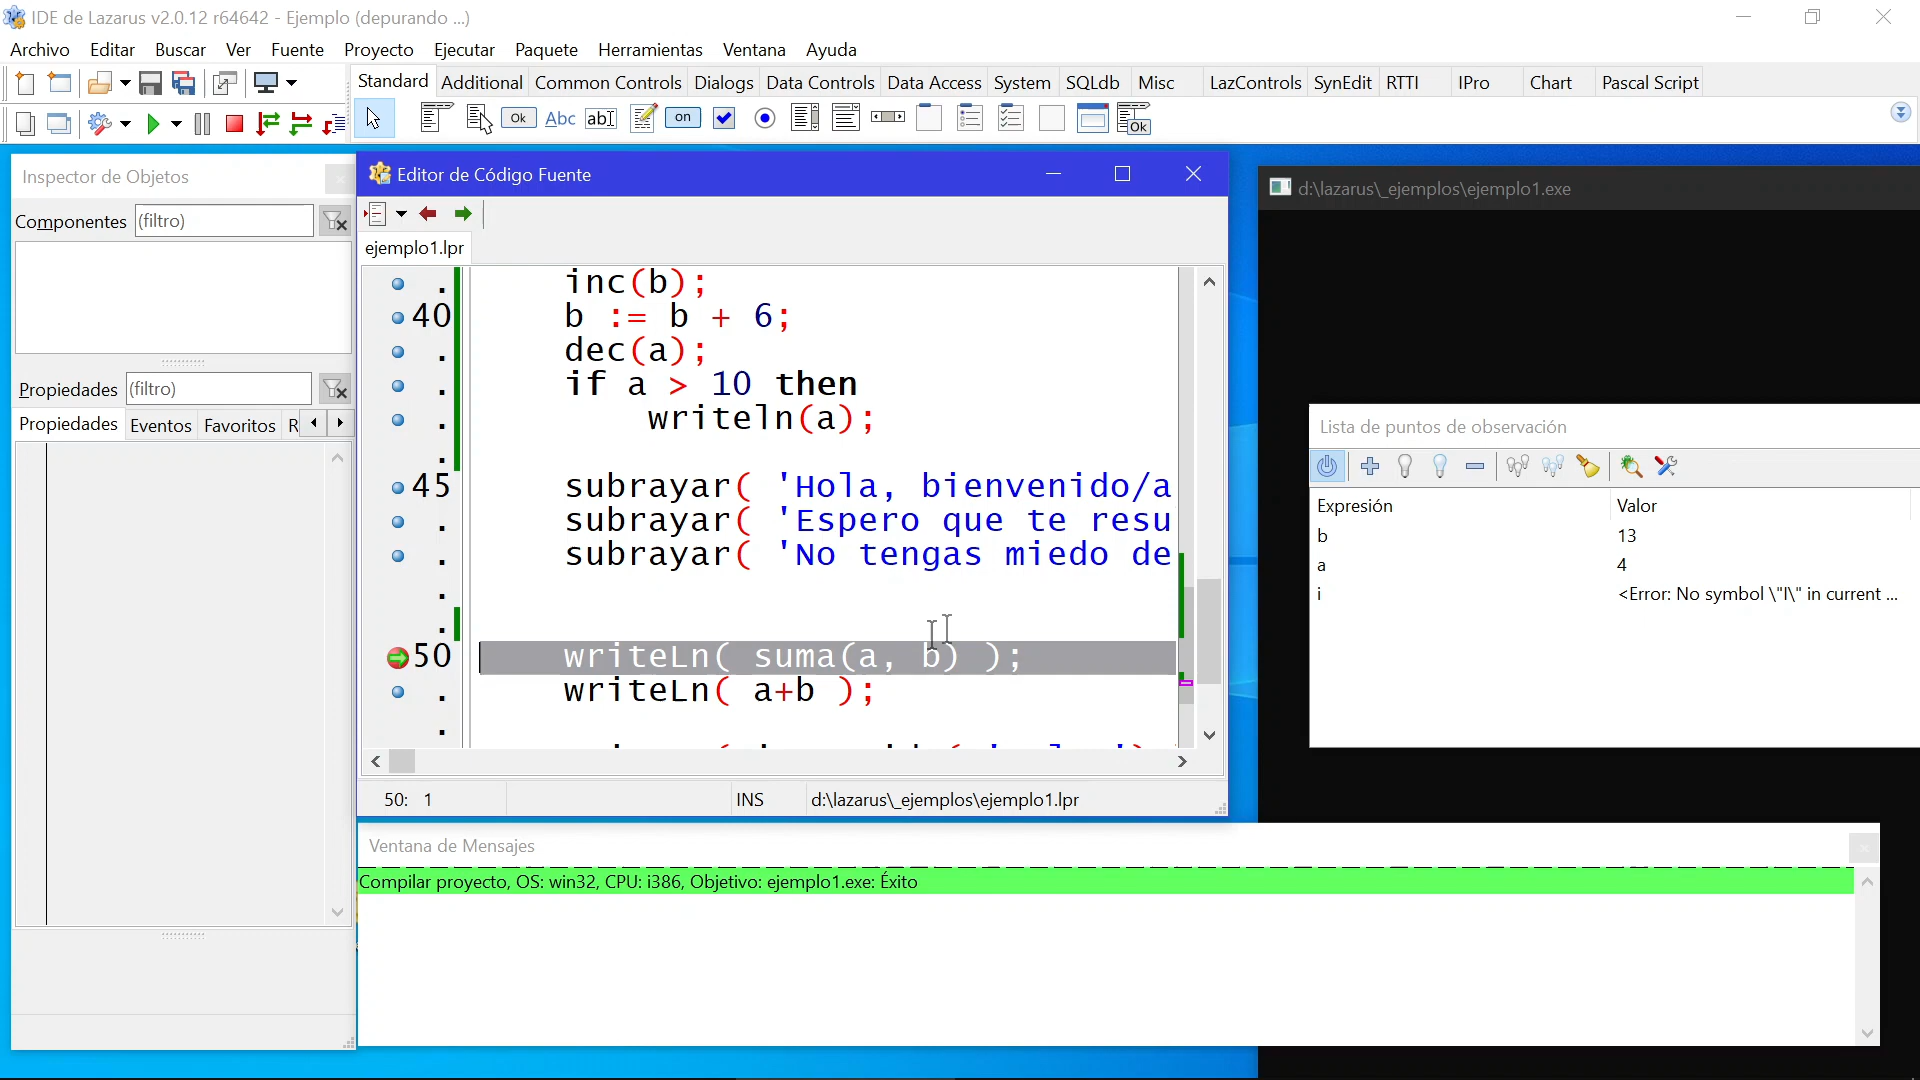 IDE de Lazarus v2.0.12 r64642 - Ejemplo (depurando ...)
Archivo Editar Buscar Ver Fuente Proyecto Ejecutar Paquete Herramientas Ventana Ayuda
Standard Additional Common Controls Dialogs Data Controls Data Access System SQLdb Misc LazControls SynEdit RTTI IPro Chart Pascal Script
Ok Abc ab on Ok
Inspector de Objetos
Componentes (filtro)
Propiedades (filtro)
Propiedades Eventos Favoritos R
Editor de Código Fuente
ejemplo1.lpr
. inc(b);
40 b := b + 6;
. dec(a);
. if a > 10 then
. writeln(a);
.
45 subrayar( 'Hola, bienvenido/a
. subrayar( 'Espero que te resu
. subrayar( 'No tengas miedo de
.
.
50 writeLn( suma(a, b) );
. writeLn( a+b );
.
50: 1 INS d:\lazarus\_ejemplos\ejemplo1.lpr
d:\lazarus\_ejemplos\ejemplo1.exe
Lista de puntos de observación
Expresión Valor
b 13
a 4
i <Error: No symbol \"I\" in current ...
Ventana de Mensajes
Compilar proyecto, OS: win32, CPU: i386, Objetivo: ejemplo1.exe: Éxito